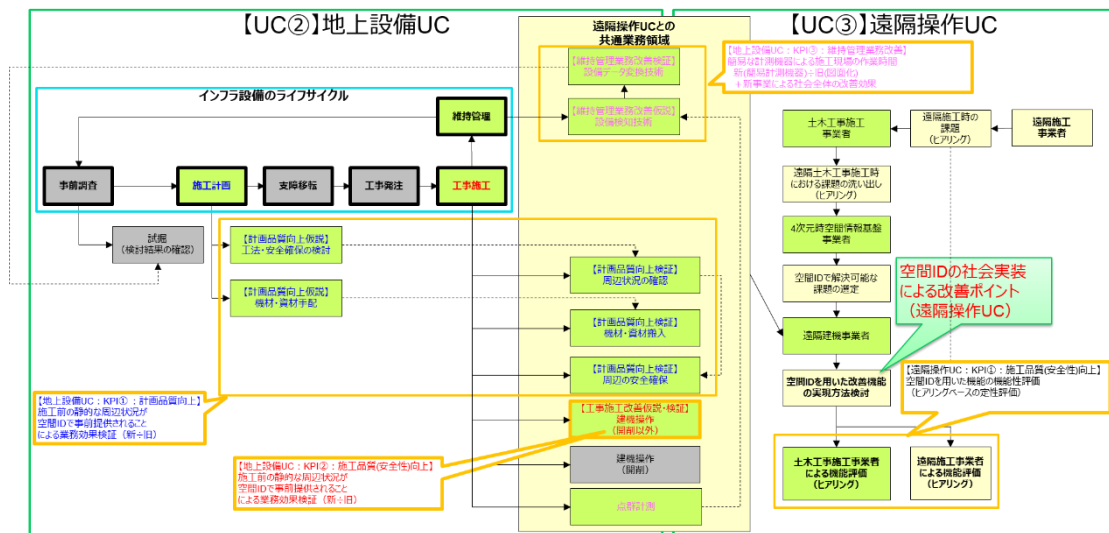 【UC②】地上設備UC
遠隔操作UCとの
共通業務領域
【UC③】遠隔操作UC
【維持管理業務改善検証】
設備データ変換技術
【地上設備UC：KPI③：維持管理業務改善】
簡易な計測機器による施工現場の作業時間
新(簡易計測機器)÷旧(図面化)
＋新事業による社会全体の改善効果
インフラ設備のライフサイクル
維持管理
【維持管理業務改善仮説】
設備検知技術
土木工事施工
事業者
遠隔施工時の
課題
（ヒアリング）
遠隔施工
事業者
事前調査
施工計画
支障移転
工事発注
工事施工
遠隔土木工事施工時
における課題の洗い出し
（ヒアリング）
試掘
（検討結果の確認）
【計画品質向上仮説】
工法・安全確保の検討
4次元時空間情報基盤
事業者
【計画品質向上検証】
周辺状況の確認
空間IDで解決可能な
課題の選定
空間IDの社会実装
による改善ポイント
（遠隔操作UC）
【計画品質向上仮説】
機材・資材手配
【計画品質向上検証】
機材・資材搬入
遠隔建機事業者
【計画品質向上検証】
周辺の安全確保
空間IDを用いた改善機能
の実現方法検討
【遠隔操作UC：KPI①：施工品質(安全性)向上】
空間IDを用いた機能の機能性評価
（ヒアリングベースの定性評価）
【地上設備UC：KPI①：計画品質向上】
施工前の静的な周辺状況が
空間IDで事前提供されること
による業務効果検証（新÷旧）
【工事施工改善仮説・検証】
建機操作
（開削以外）
【地上設備UC：KPI②：施工品質(安全性)向上】
施工前の静的な周辺状況が
空間IDで事前提供されること
による業務効果検証（新÷旧）
建機操作
（開削）
土木工事施工事業者
による機能評価
（ヒアリング）
遠隔施工事業者
による機能評価
（ヒアリング）
点群計測